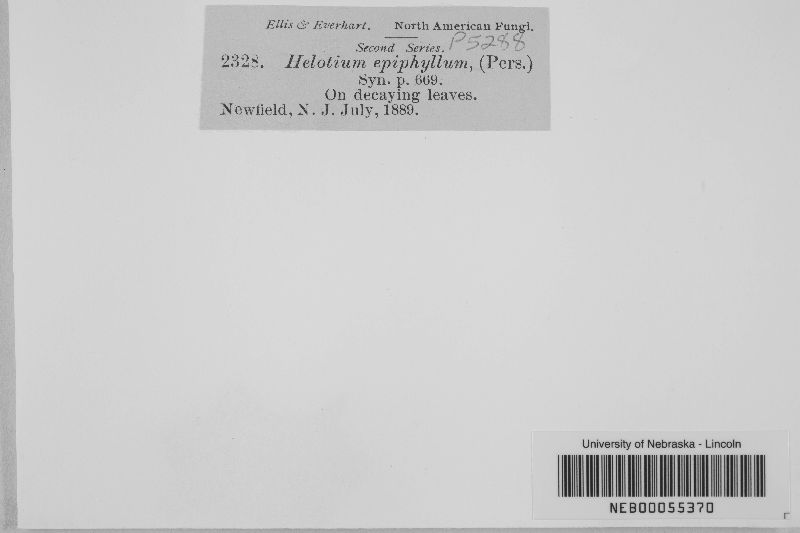 Ellis & Everhart. North American Fungi.
Second Series. P5288
2328. Helotium epiphyllum, (Pers.)
Syn. p. 669.
On decaying leaves.
Newfield, N. J. July, 1889.
University of Nebraska - Lincoln
NEB00055370